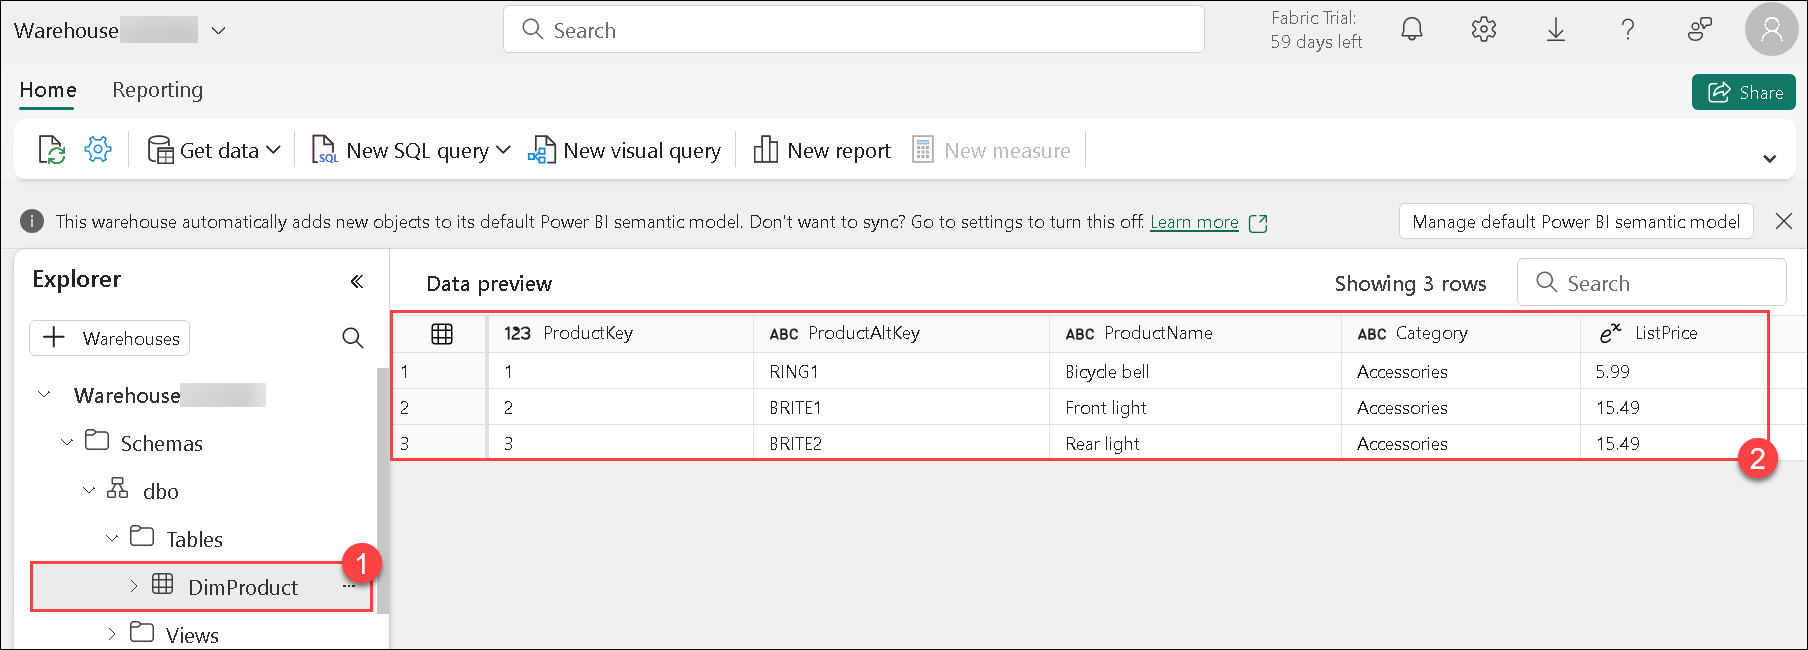 Warehouse
Search
Fabric Trial:
59 days left
Home Reporting
Share
Get data New SQL query New visual query New report New measure
This warehouse automatically adds new objects to its default Power BI semantic model. Don't want to sync? Go to settings to turn this off. Learn more Manage default Power BI semantic model
Explorer
+ Warehouses
Warehouse
Schemas
dbo
Tables
DimProduct ...
1
Views
Data preview Showing 3 rows Search
123 ProductKey ABC ProductAltKey ABC ProductName ABC Category eˣ ListPrice
1 1 RING1 Bicycle bell Accessories 5.99
2 2 BRITE1 Front light Accessories 15.49
3 3 BRITE2 Rear light Accessories 15.49
2